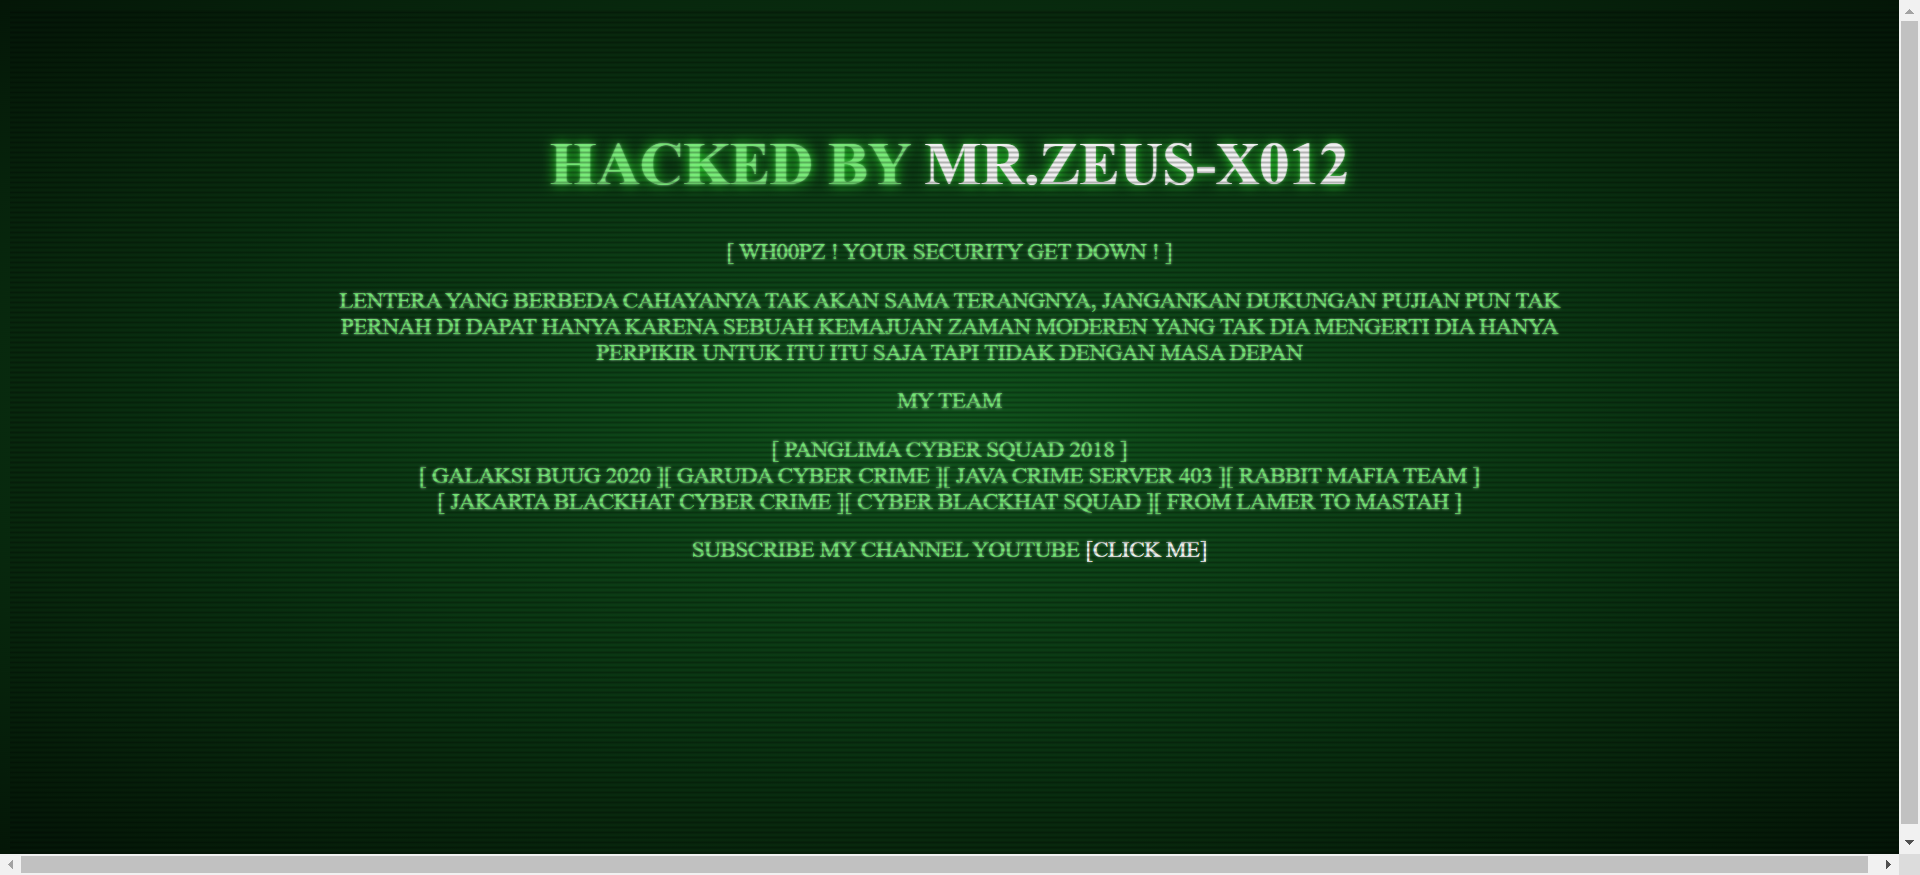 HACKED BY MR.ZEUS-X012
[ WH00PZ ! YOUR SECURITY GET DOWN ! ]
LENTERA YANG BERBEDA CAHAYANYA TAK AKAN SAMA TERANGNYA, JANGANKAN DUKUNGAN PUJIAN PUN TAK
PERNAH DI DAPAT HANYA KARENA SEBUAH KEMAJUAN ZAMAN MODEREN YANG TAK DIA MENGERTI DIA HANYA
PERPIKIR UNTUK ITU ITU SAJA TAPI TIDAK DENGAN MASA DEPAN
MY TEAM
[ PANGLIMA CYBER SQUAD 2018 ]
[ GALAKSI BUUG 2020 ][ GARUDA CYBER CRIME ][ JAVA CRIME SERVER 403 ][ RABBIT MAFIA TEAM ]
[ JAKARTA BLACKHAT CYBER CRIME ][ CYBER BLACKHAT SQUAD ][ FROM LAMER TO MASTAH ]
SUBSCRIBE MY CHANNEL YOUTUBE [CLICK ME]